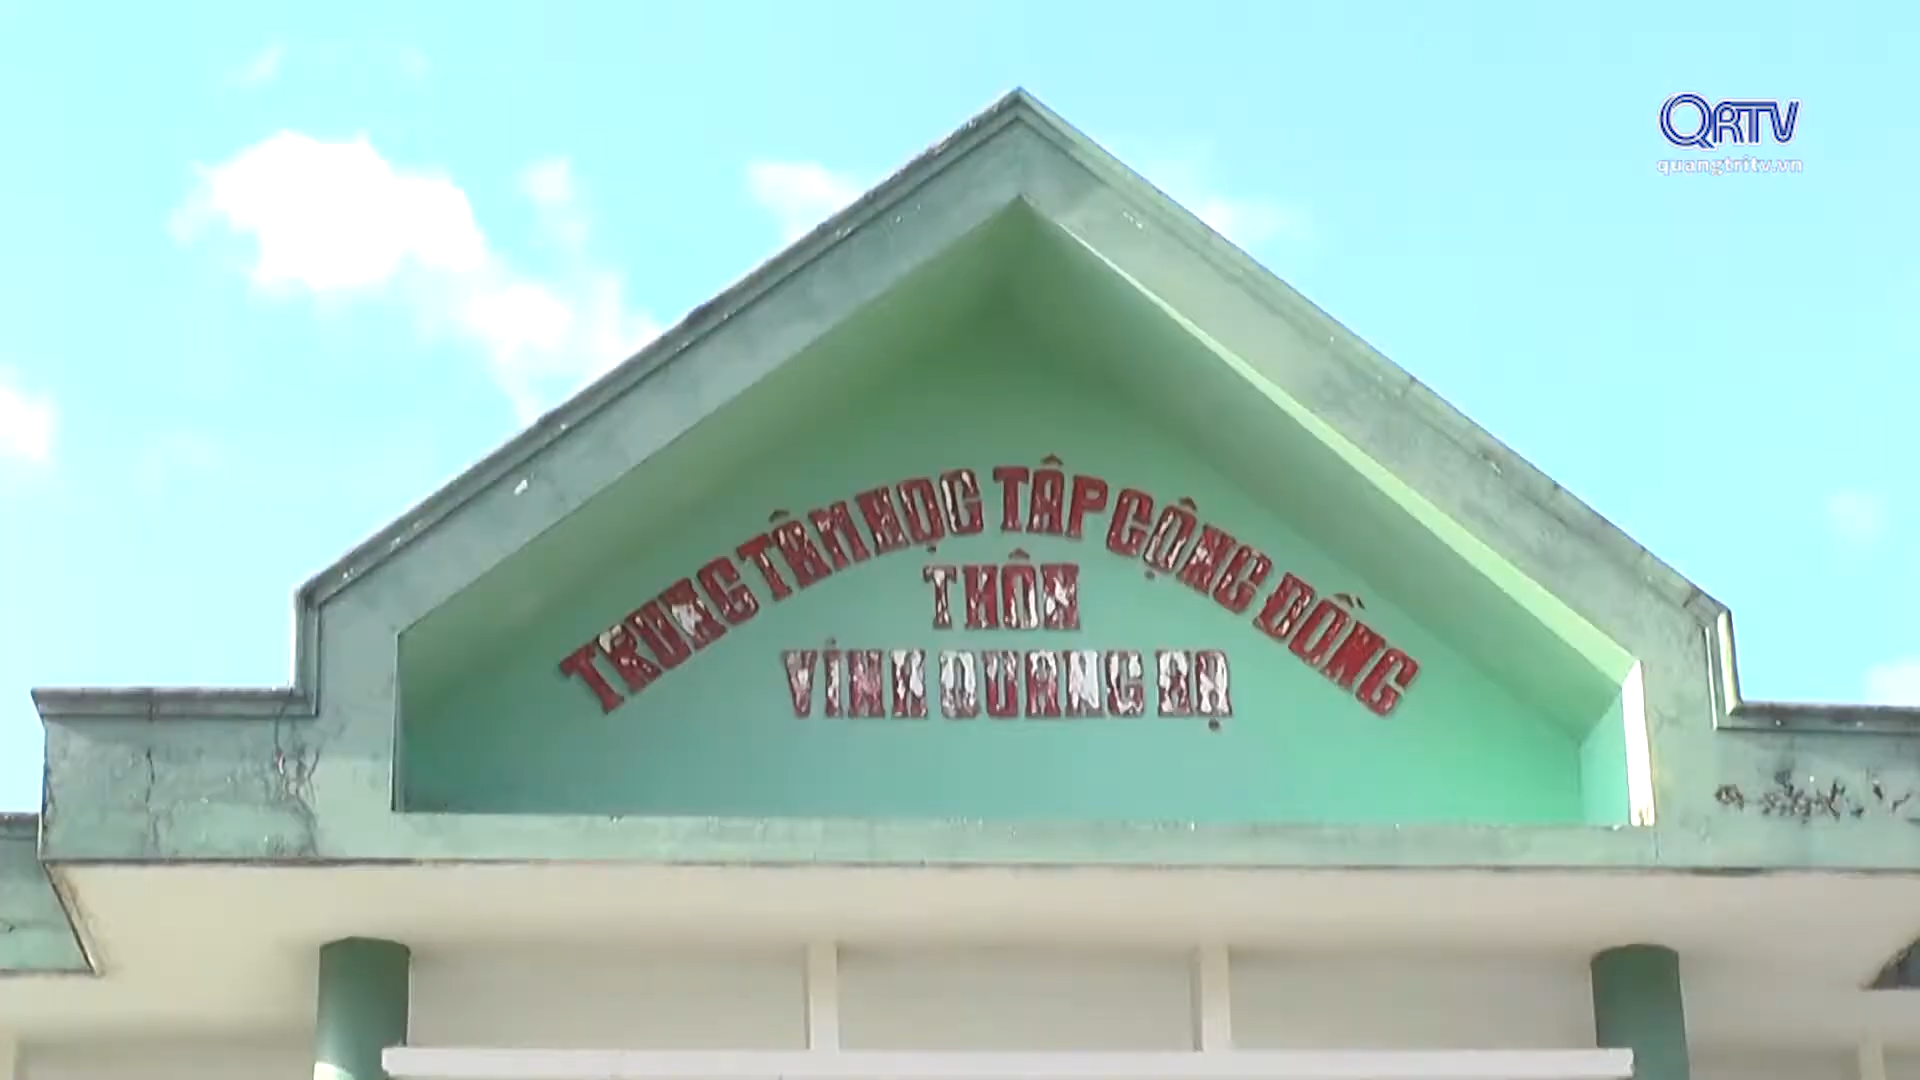 QRTV
quangtritv.vn
TRUNG TÂM HỌC TẬP CỘNG ĐỒNG
THÔN
VĨNH QUANG HẠ